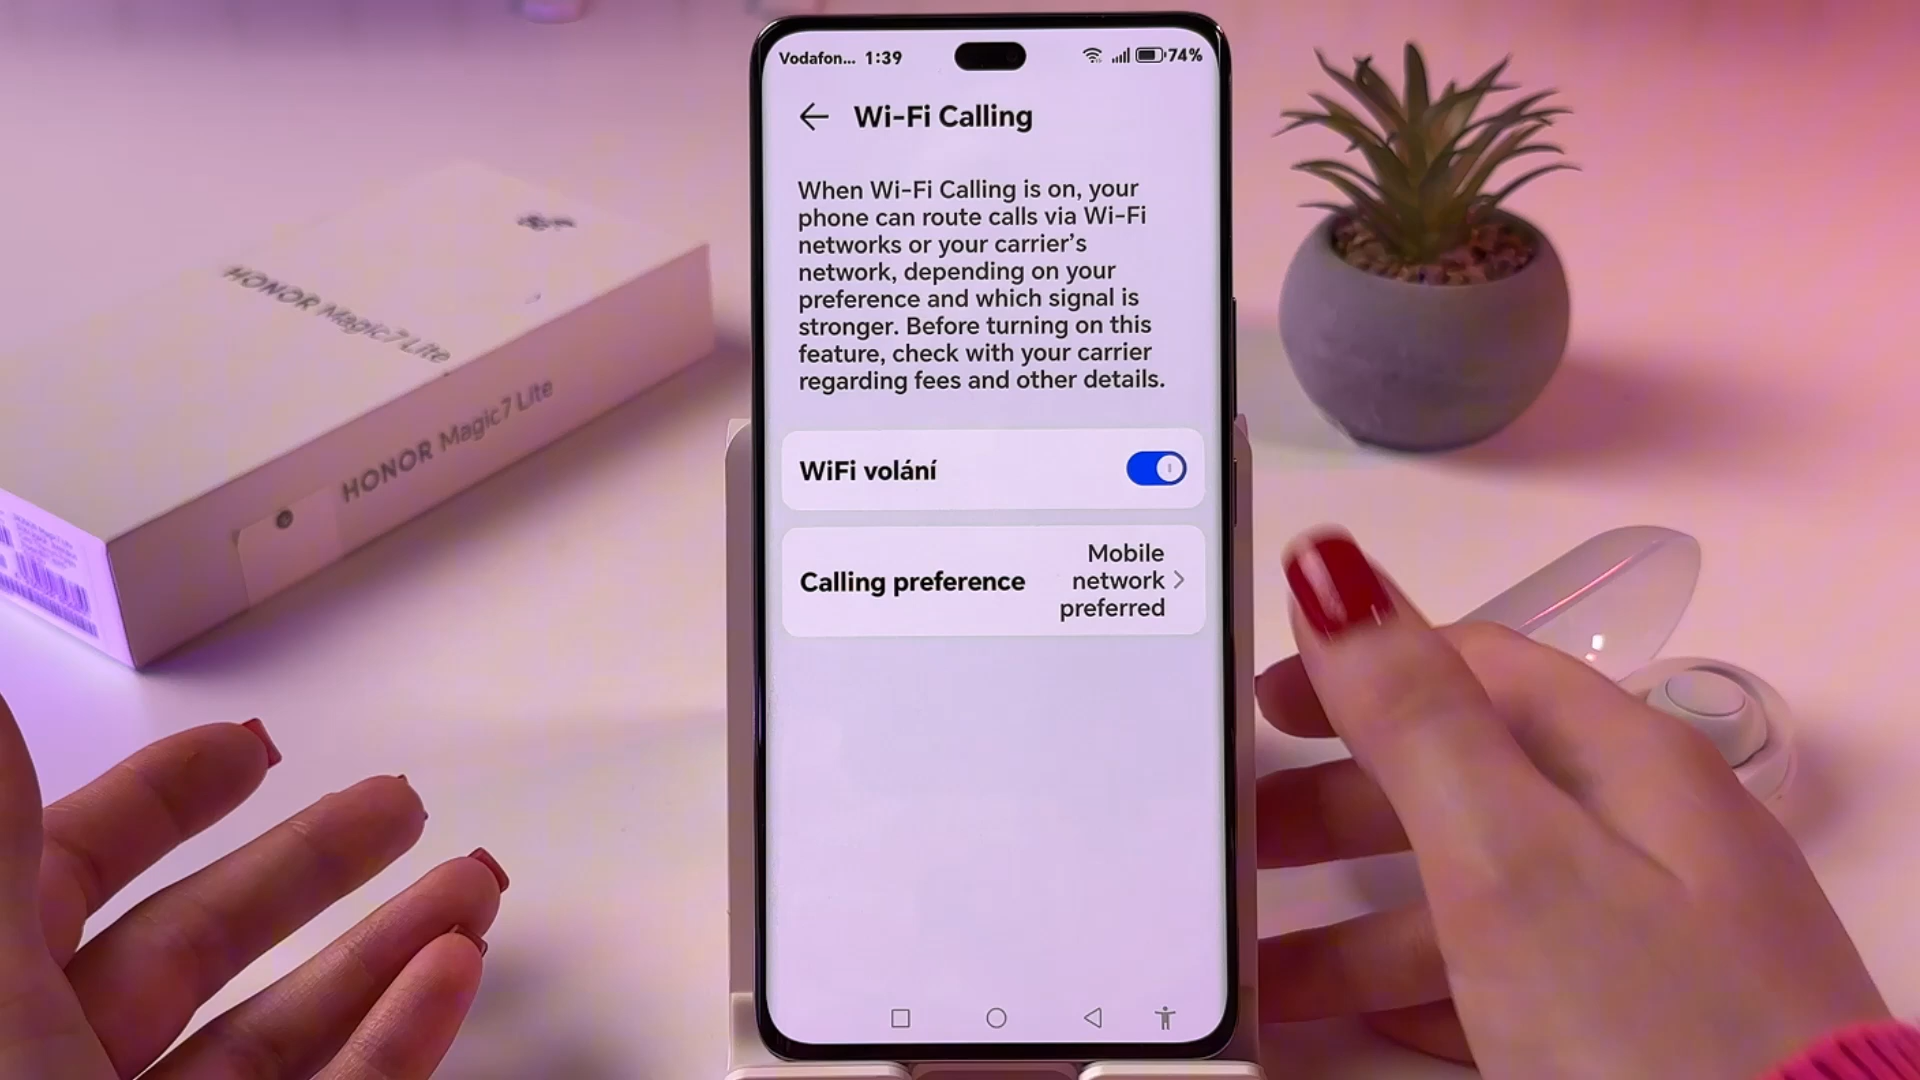 Vodafon... 1:39 74%
Wi-Fi Calling
When Wi-Fi Calling is on, your
phone can route calls via Wi-Fi
networks or your carrier’s
network, depending on your
preference and which signal is
stronger. Before turning on this
feature, check with your carrier
regarding fees and other details.
WiFi volání
Calling preference
Mobile
network
preferred
HONOR Magic7 Lite
HONOR Magic7 Lite